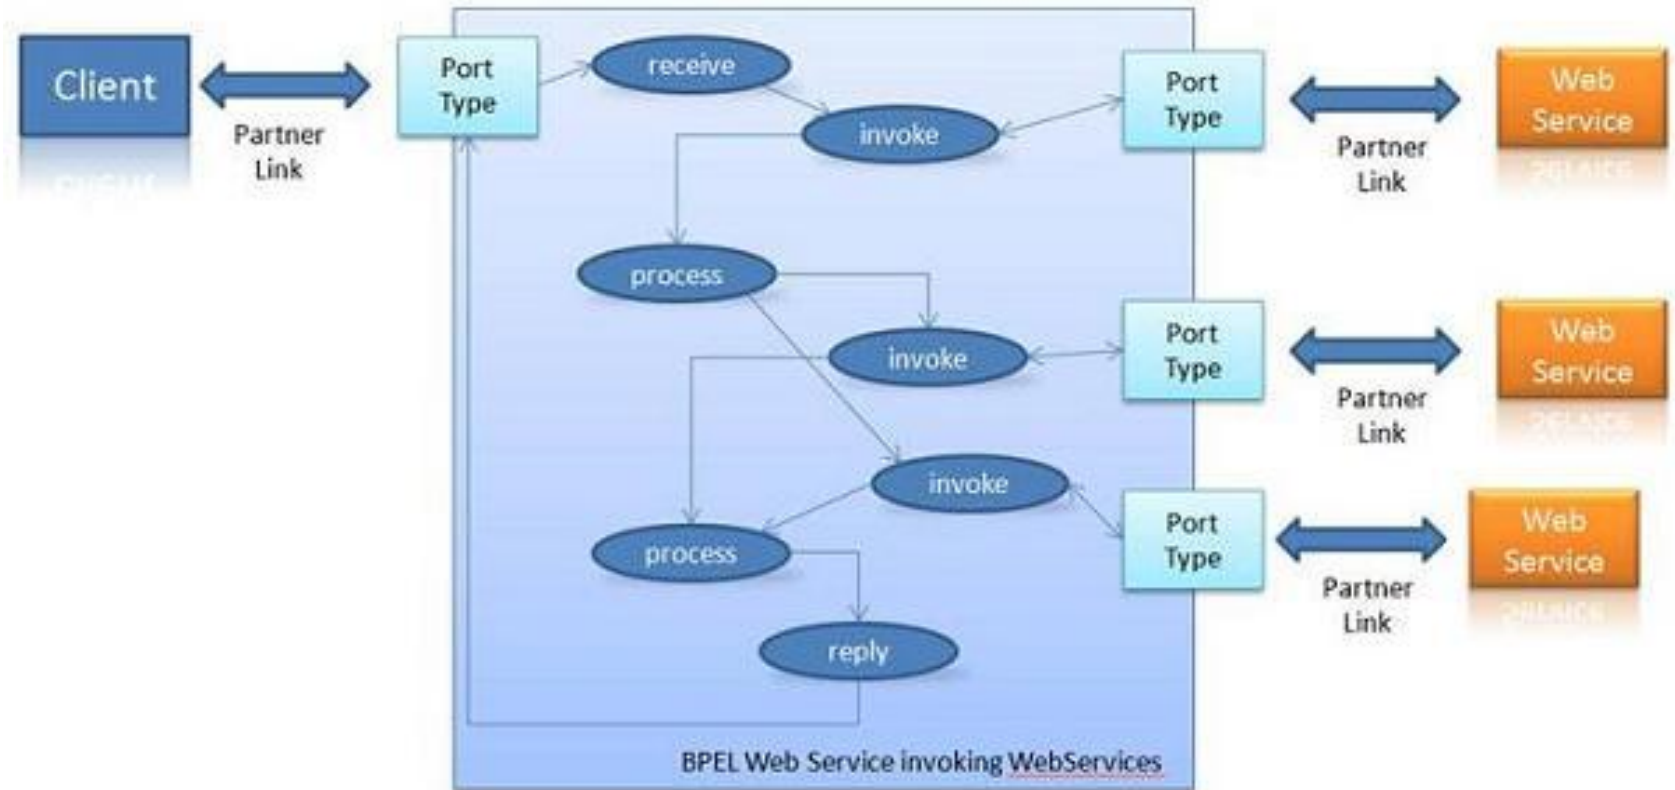 Client
Partner
Link
Port
Type
receive
invoke
Port
Type
Partner
Link
Web
Service
process
invoke
Port
Type
Partner
Link
Web
Service
invoke
process
Port
Type
Partner
Link
Web
Service
reply
BPEL Web Service invoking WebServices